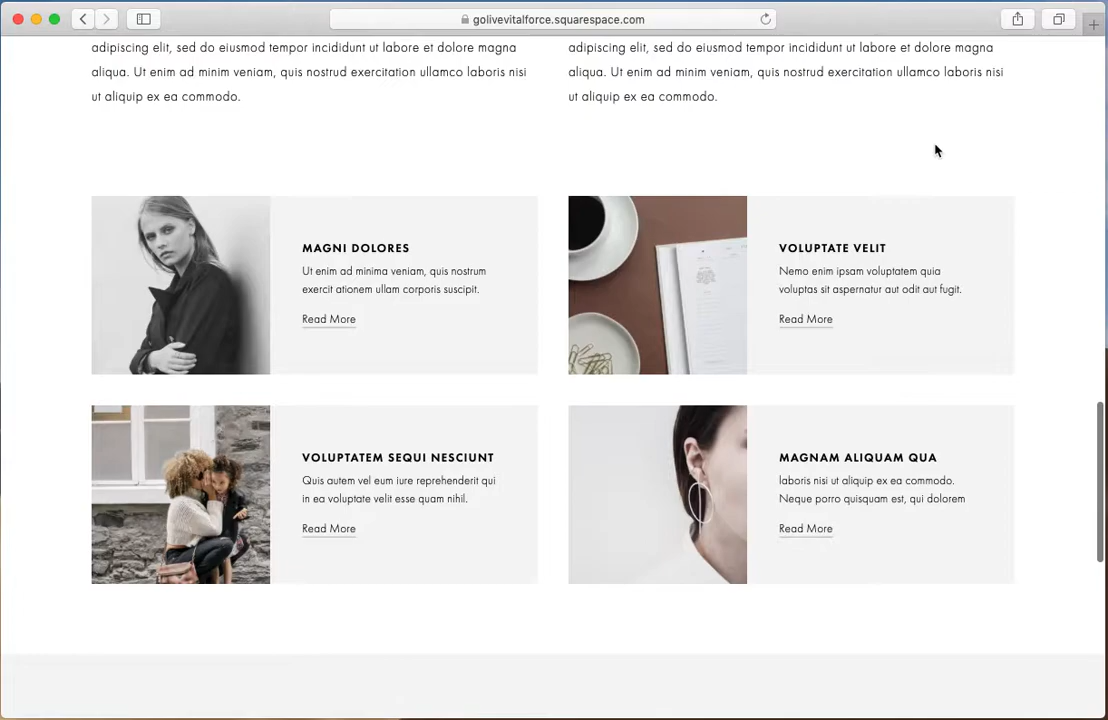 golivevitalforce.squarespace.com
adipiscing elit, sed do eiusmod tempor incididunt ut labore et dolore magna
aliqua. Ut enim ad minim veniam, quis nostrud exercitation ullamco laboris nisi
ut aliquip ex ea commodo.
adipiscing elit, sed do eiusmod tempor incididunt ut labore et dolore magna
aliqua. Ut enim ad minim veniam, quis nostrud exercitation ullamco laboris nisi
ut aliquip ex ea commodo.
MAGNI DOLORES
Ut enim ad minima veniam, quis nostrum
exercit ationem ullam corporis suscipit.
Read More
VOLUPTATE VELIT
Nemo enim ipsam voluptatem quia
voluptas sit aspernatur aut odit aut fugit.
Read More
VOLUPTATEM SEQUI NESCIUNT
Quis autem vel eum iure reprehenderit qui
in ea voluptate velit esse quam nihil.
Read More
MAGNAM ALIQUAM QUA
laboris nisi ut aliquip ex ea commodo.
Neque porro quisquam est, qui dolorem
Read More